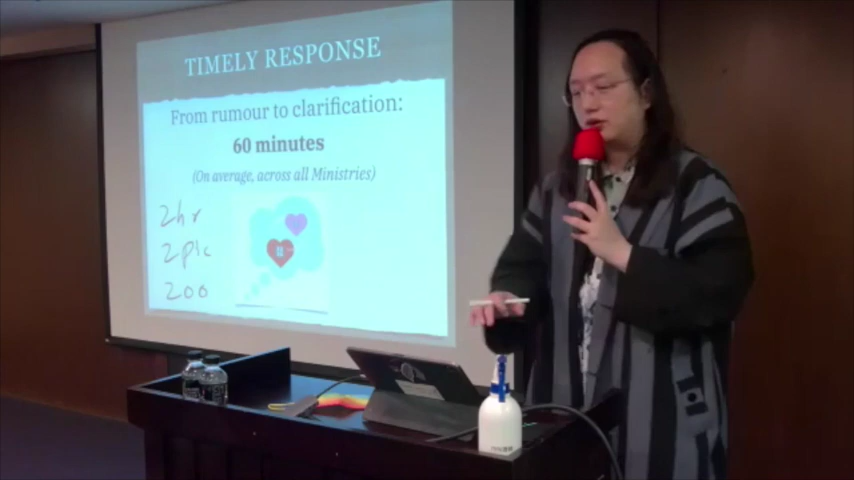 TIMELY RESPONSE
From rumour to clarification:
60 minutes
(On average, across all Ministries)
2hr
2pic
200